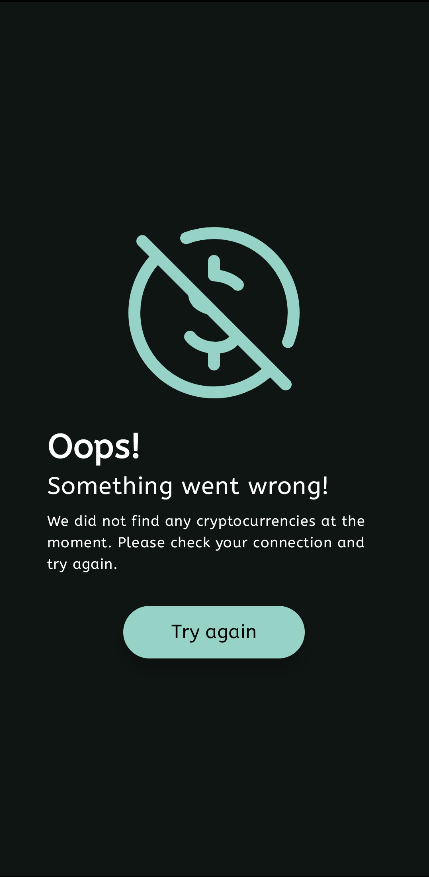 Oops!
Something went wrong!
We did not find any cryptocurrencies at the
moment. Please check your connection and
try again.
Try again